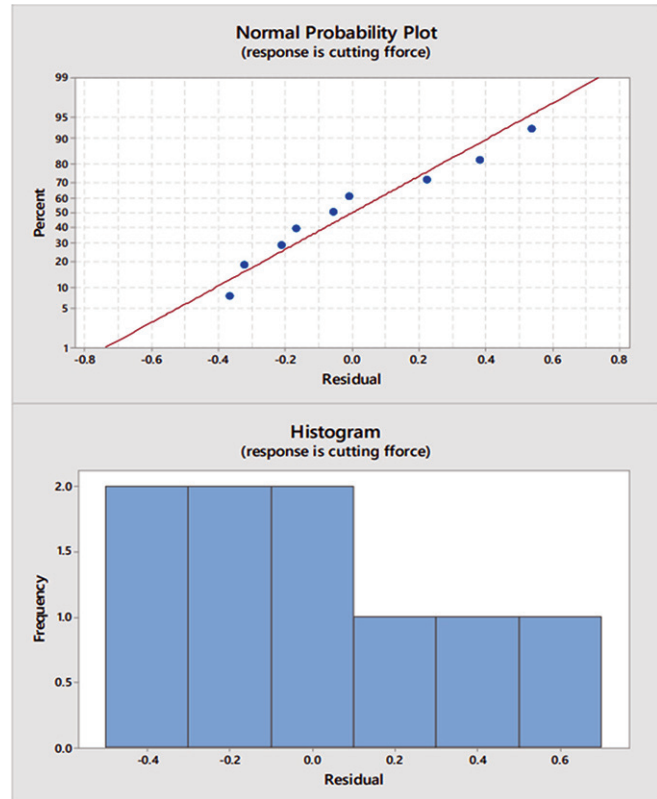 Normal Probability Plot
(response is cutting fforce)
99
95
90
80
70
60
50
40
30
20
10
5
1
Percent
-0.8 -0.6 -0.4 -0.2 0.0 0.2 0.4 0.6 0.8
Residual
Histogram
(response is cutting fforce)
2.0
1.5
1.0
0.5
0.0
Frequency
-0.4 -0.2 0.0 0.2 0.4 0.6
Residual